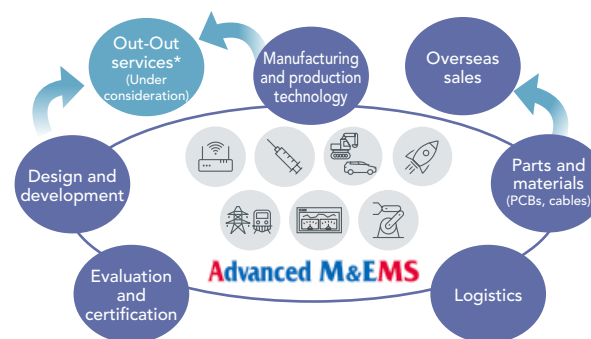 Out-Out
services*
(Under
consideration)
Manufacturing
and production
technology
Overseas
sales
Design and
development
Parts and
materials
(PCBs, cables)
Advanced M&EMS
Evaluation
and
certification
Logistics